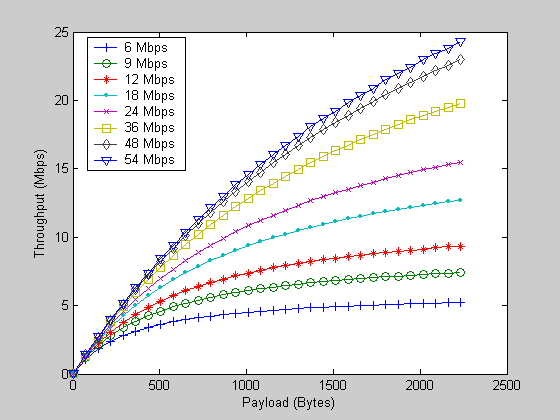 25
20
15
10
5
0
Throughput (Mbps)
6 Mbps
9 Mbps
12 Mbps
18 Mbps
24 Mbps
36 Mbps
48 Mbps
54 Mbps
0 500 1000 1500 2000 2500
Payload (Bytes)